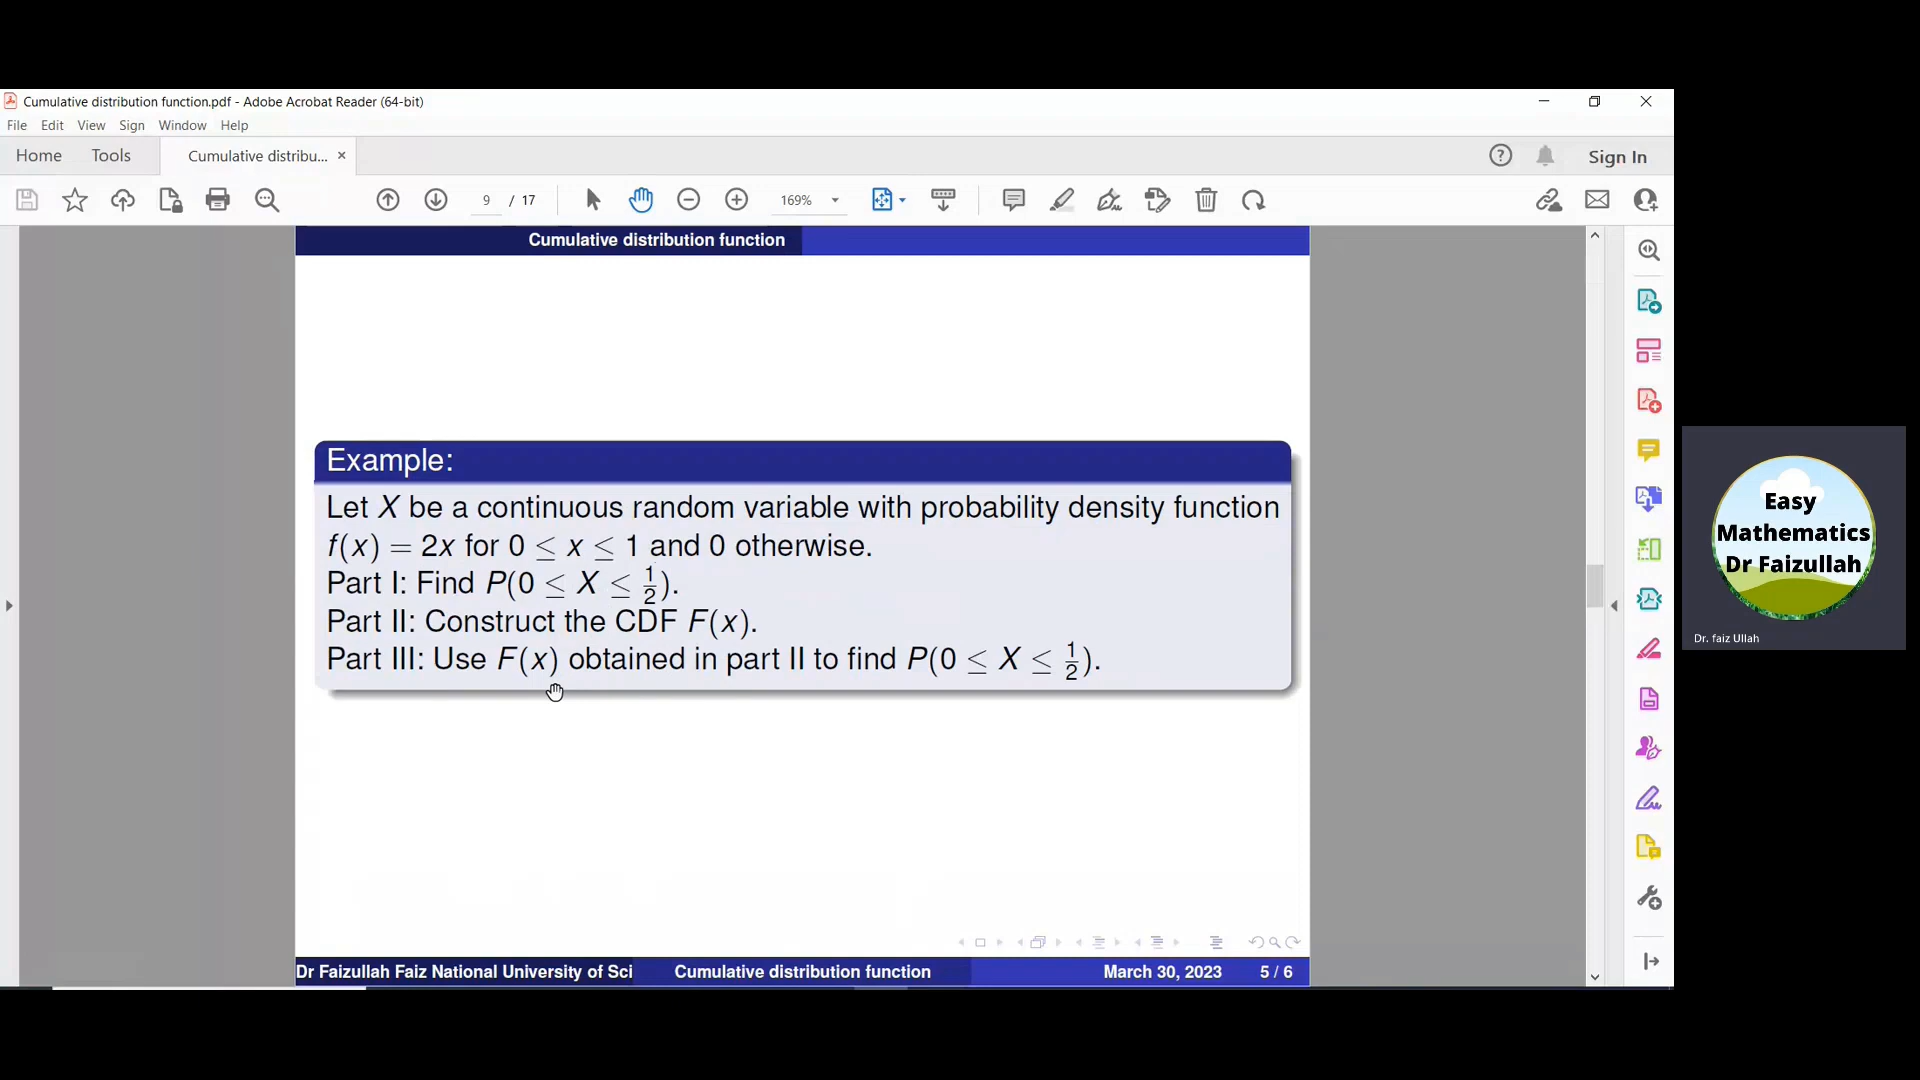 Cumulative distribution function.pdf - Adobe Acrobat Reader (64-bit)
File Edit View Sign Window Help
Home Tools Cumulative distribu... × Sign In
9 / 17 169%
Cumulative distribution function
Example:
Let X be a continuous random variable with probability density function
f(x) = 2x for 0 ≤ x ≤ 1 and 0 otherwise.
Part I: Find P(0 ≤ X ≤ 1/2).
Part II: Construct the CDF F(x).
Part III: Use F(x) obtained in part II to find P(0 ≤ X ≤ 1/2).
Easy
Mathematics
Dr Faizullah
Dr. faiz Ullah
Dr Faizullah Faiz National University of Sci Cumulative distribution function March 30, 2023 5 / 6